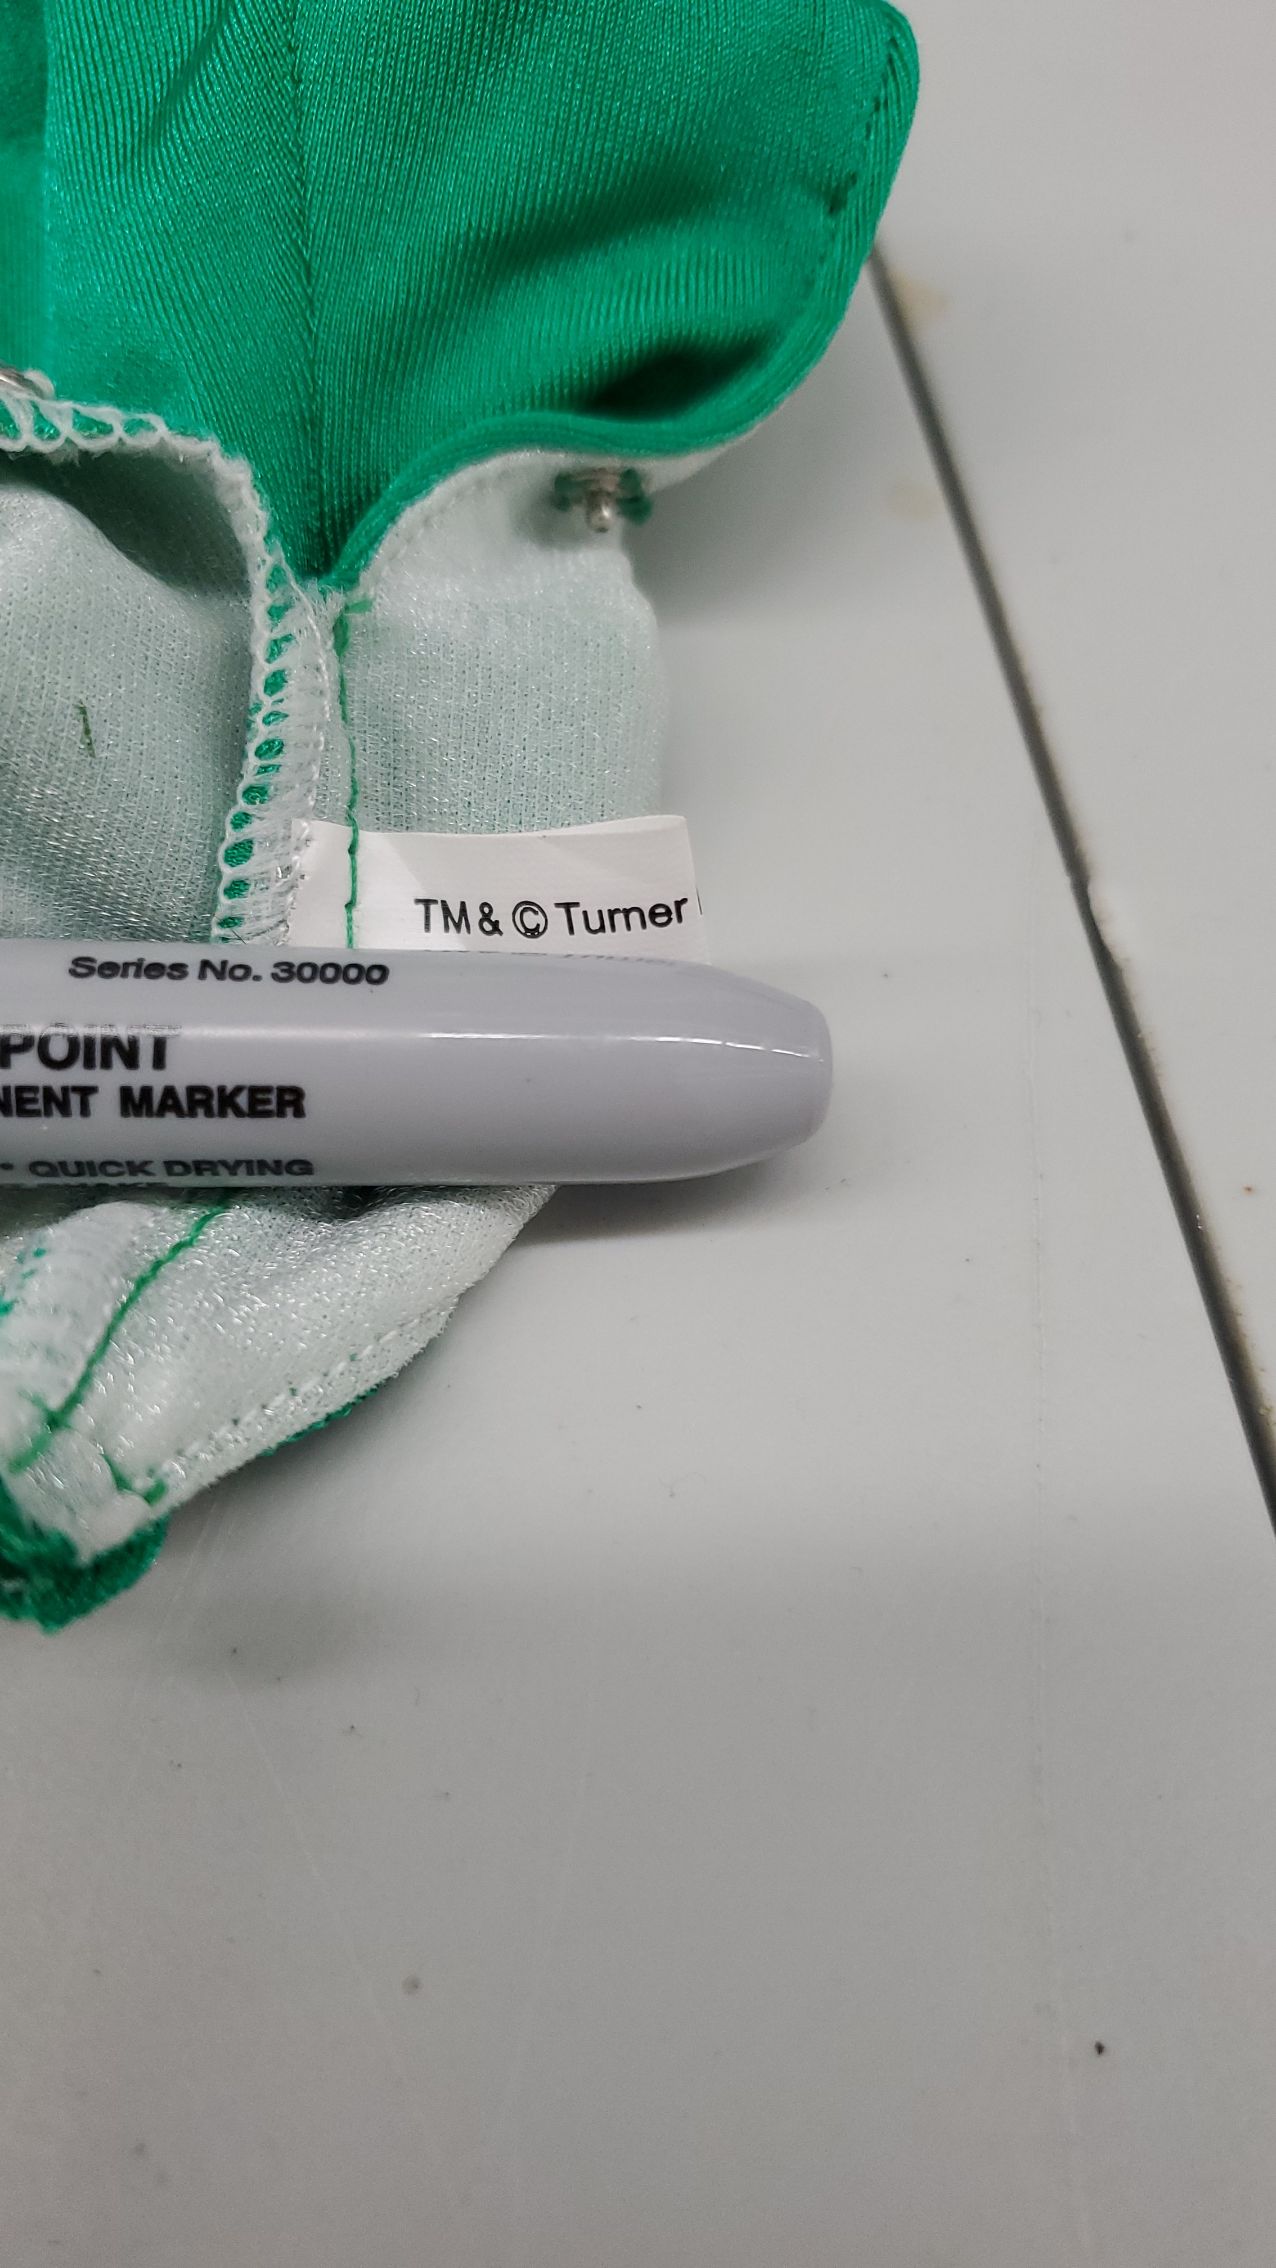 TM & © Turner
Series No. 30000
POINT
NENT MARKER
• QUICK DRYING